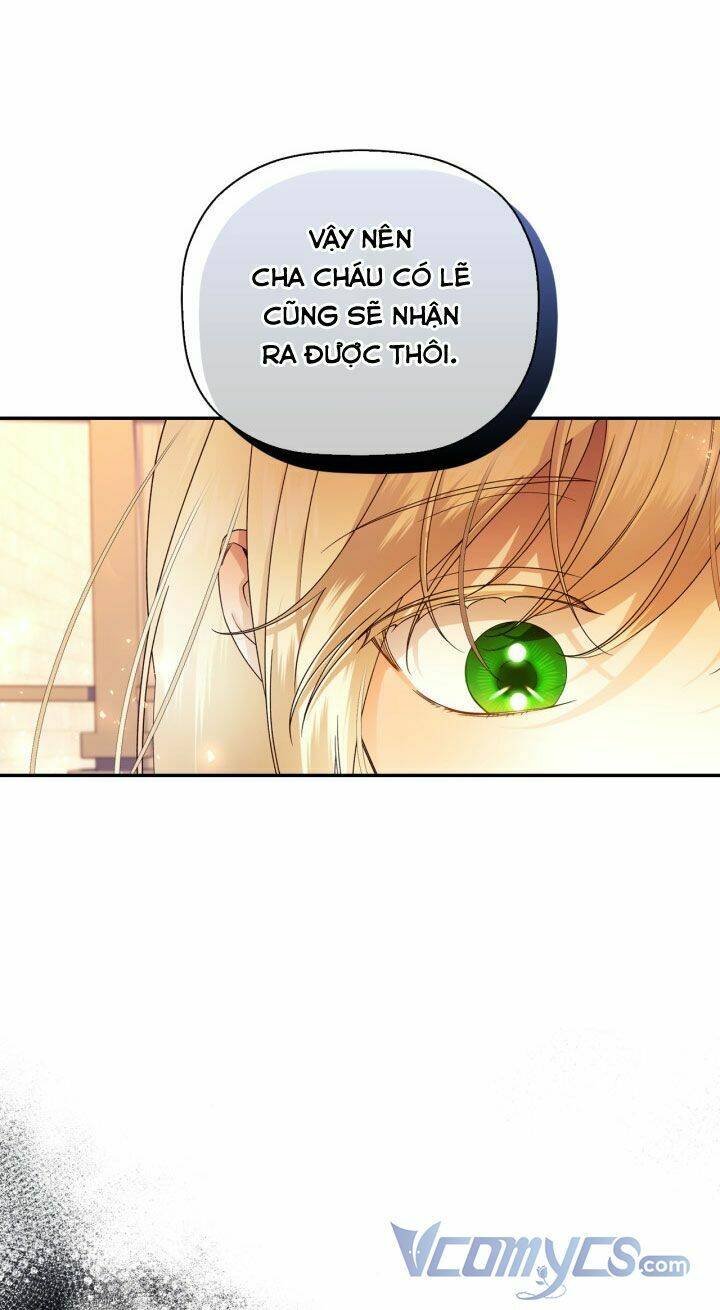 VẬY NÊN
CHA CHÁU CÓ LẼ
CŨNG SẼ NHẬN
RA ĐƯỢC THÔI.
VCOMYCS.com